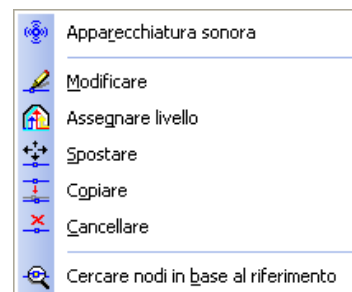 Apparecchiatura sonora
Modificare
Assegnare livello
Spostare
Copiare
Cancellare
Cercare nodi in base al riferimento